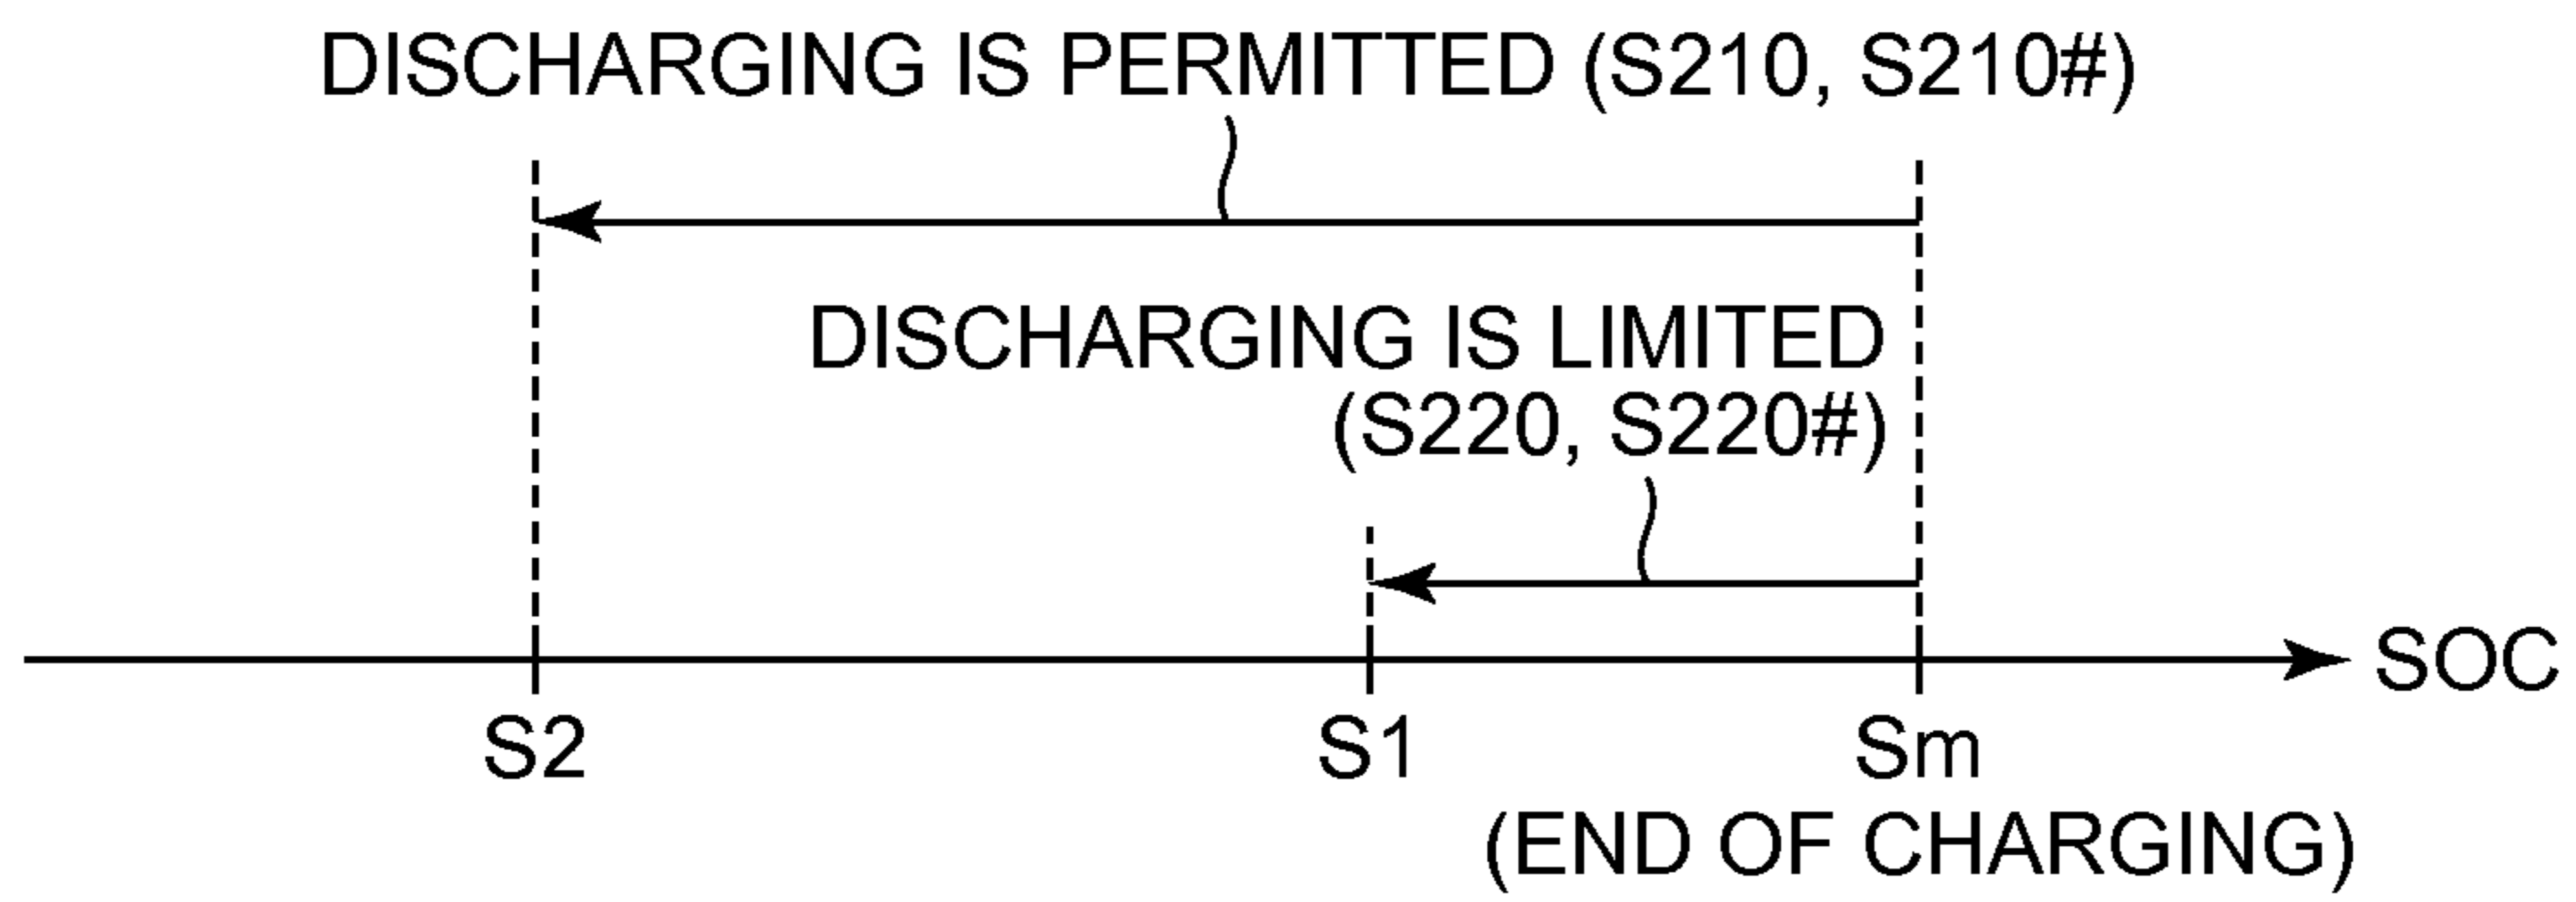 DISCHARGING IS PERMITTED (S210, S210#)
DISCHARGING IS LIMITED
(S220, S220#)
SOC
S2
S1
Sm
(END OF CHARGING)